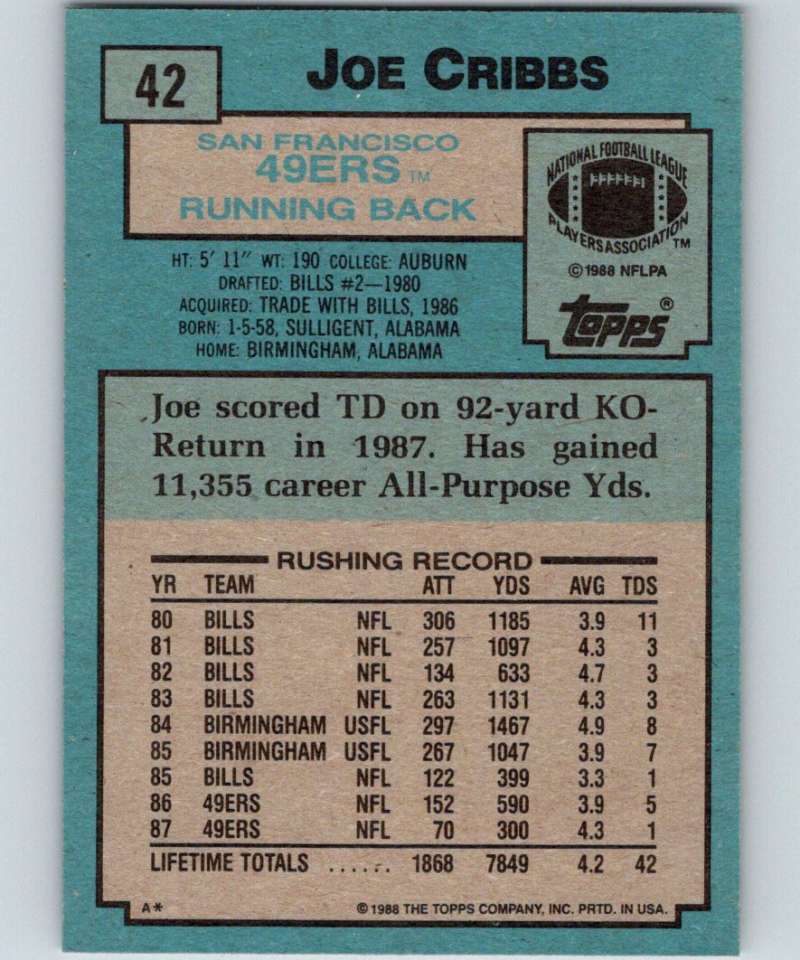 42
JOE CRIBBS
SAN FRANCISCO
49ERS TM
RUNNING BACK
NATIONAL FOOTBALL LEAGUE
PLAYERS ASSOCIATION TM
© 1988 NFLPA
topps®
HT: 5' 11" WT: 190 COLLEGE: AUBURN
DRAFTED: BILLS #2—1980
ACQUIRED: TRADE WITH BILLS, 1986
BORN: 1-5-58, SULLIGENT, ALABAMA
HOME: BIRMINGHAM, ALABAMA
Joe scored TD on 92-yard KO-
Return in 1987. Has gained
11,355 career All-Purpose Yds.
RUSHING RECORD
YR TEAM ATT YDS AVG TDS
80 BILLS NFL 306 1185 3.9 11
81 BILLS NFL 257 1097 4.3 3
82 BILLS NFL 134 633 4.7 3
83 BILLS NFL 263 1131 4.3 3
84 BIRMINGHAM USFL 297 1467 4.9 8
85 BIRMINGHAM USFL 267 1047 3.9 7
85 BILLS NFL 122 399 3.3 1
86 49ERS NFL 152 590 3.9 5
87 49ERS NFL 70 300 4.3 1
LIFETIME TOTALS ...... 1868 7849 4.2 42
A* © 1988 THE TOPPS COMPANY, INC. PRTD. IN USA.